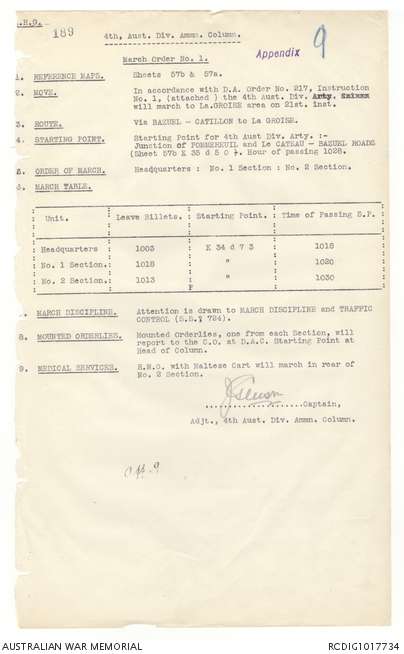 H.Q.
189
4th, Aust. Div. Ammn. Column.
Appendix 9
March Order No. 1.
1. REFERENCE MAPS. Sheets 57b & 57a.
2. MOVE. In accordance with D.A. Order No. 217, Instruction
No. 1, (attached ) the 4th Aust. Div. Arty.
will march to La.GROISE area on 21st. inst.
3. ROUTE. Via BAZUEL - CATILLON to La GROISE.
4. STARTING POINT. Starting Point for 4th Aust Div. Arty. :-
Junction of POMMEREUIL and Le CATEAU - BAZUEL ROADS
(Sheet 57b K 35 d 8 0 ). Hour of passing 1028.
5. ORDER OF MARCH. Headquarters : No. 1 Section : No. 2 Section.
6. MARCH TABLE.
Unit. : Leave Billets. : Starting Point. : Time of Passing S.P.
Headquarters : 1003 : K 34 d 7 3 : 1018
No. 1 Section. : 1018 : " : 1020
No. 2 Section. : 1013 : " : 1030
P
MARCH DISCIPLINE. Attention is drawn to MARCH DISCIPLINE and TRAFFIC
CONTROL (S.S. 724).
8. MOUNTED ORDERLIES. Mounted Orderlies, one from each Section, will
report to the C.O. at D.A.C. Starting Point at
Head of Column.
9. MEDICAL SERVICES. R.M.O. with Maltese Cart will march in rear of
No. 2 Section.
Captain,
Adjt., 4th Aust. Div. Ammn. Column.
AUSTRALIAN WAR MEMORIAL
RCDIG1017734